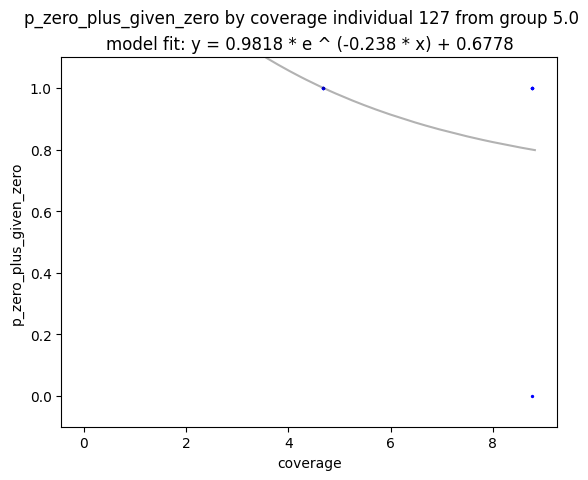 p_zero_plus_given_zero by coverage individual 127 from group 5.0
model fit: y = 0.9818 * e ^ (-0.238 * x) + 0.6778
p_zero_plus_given_zero
1.0
0.8
0.6
0.4
0.2
0.0
0 2 4 6 8
coverage